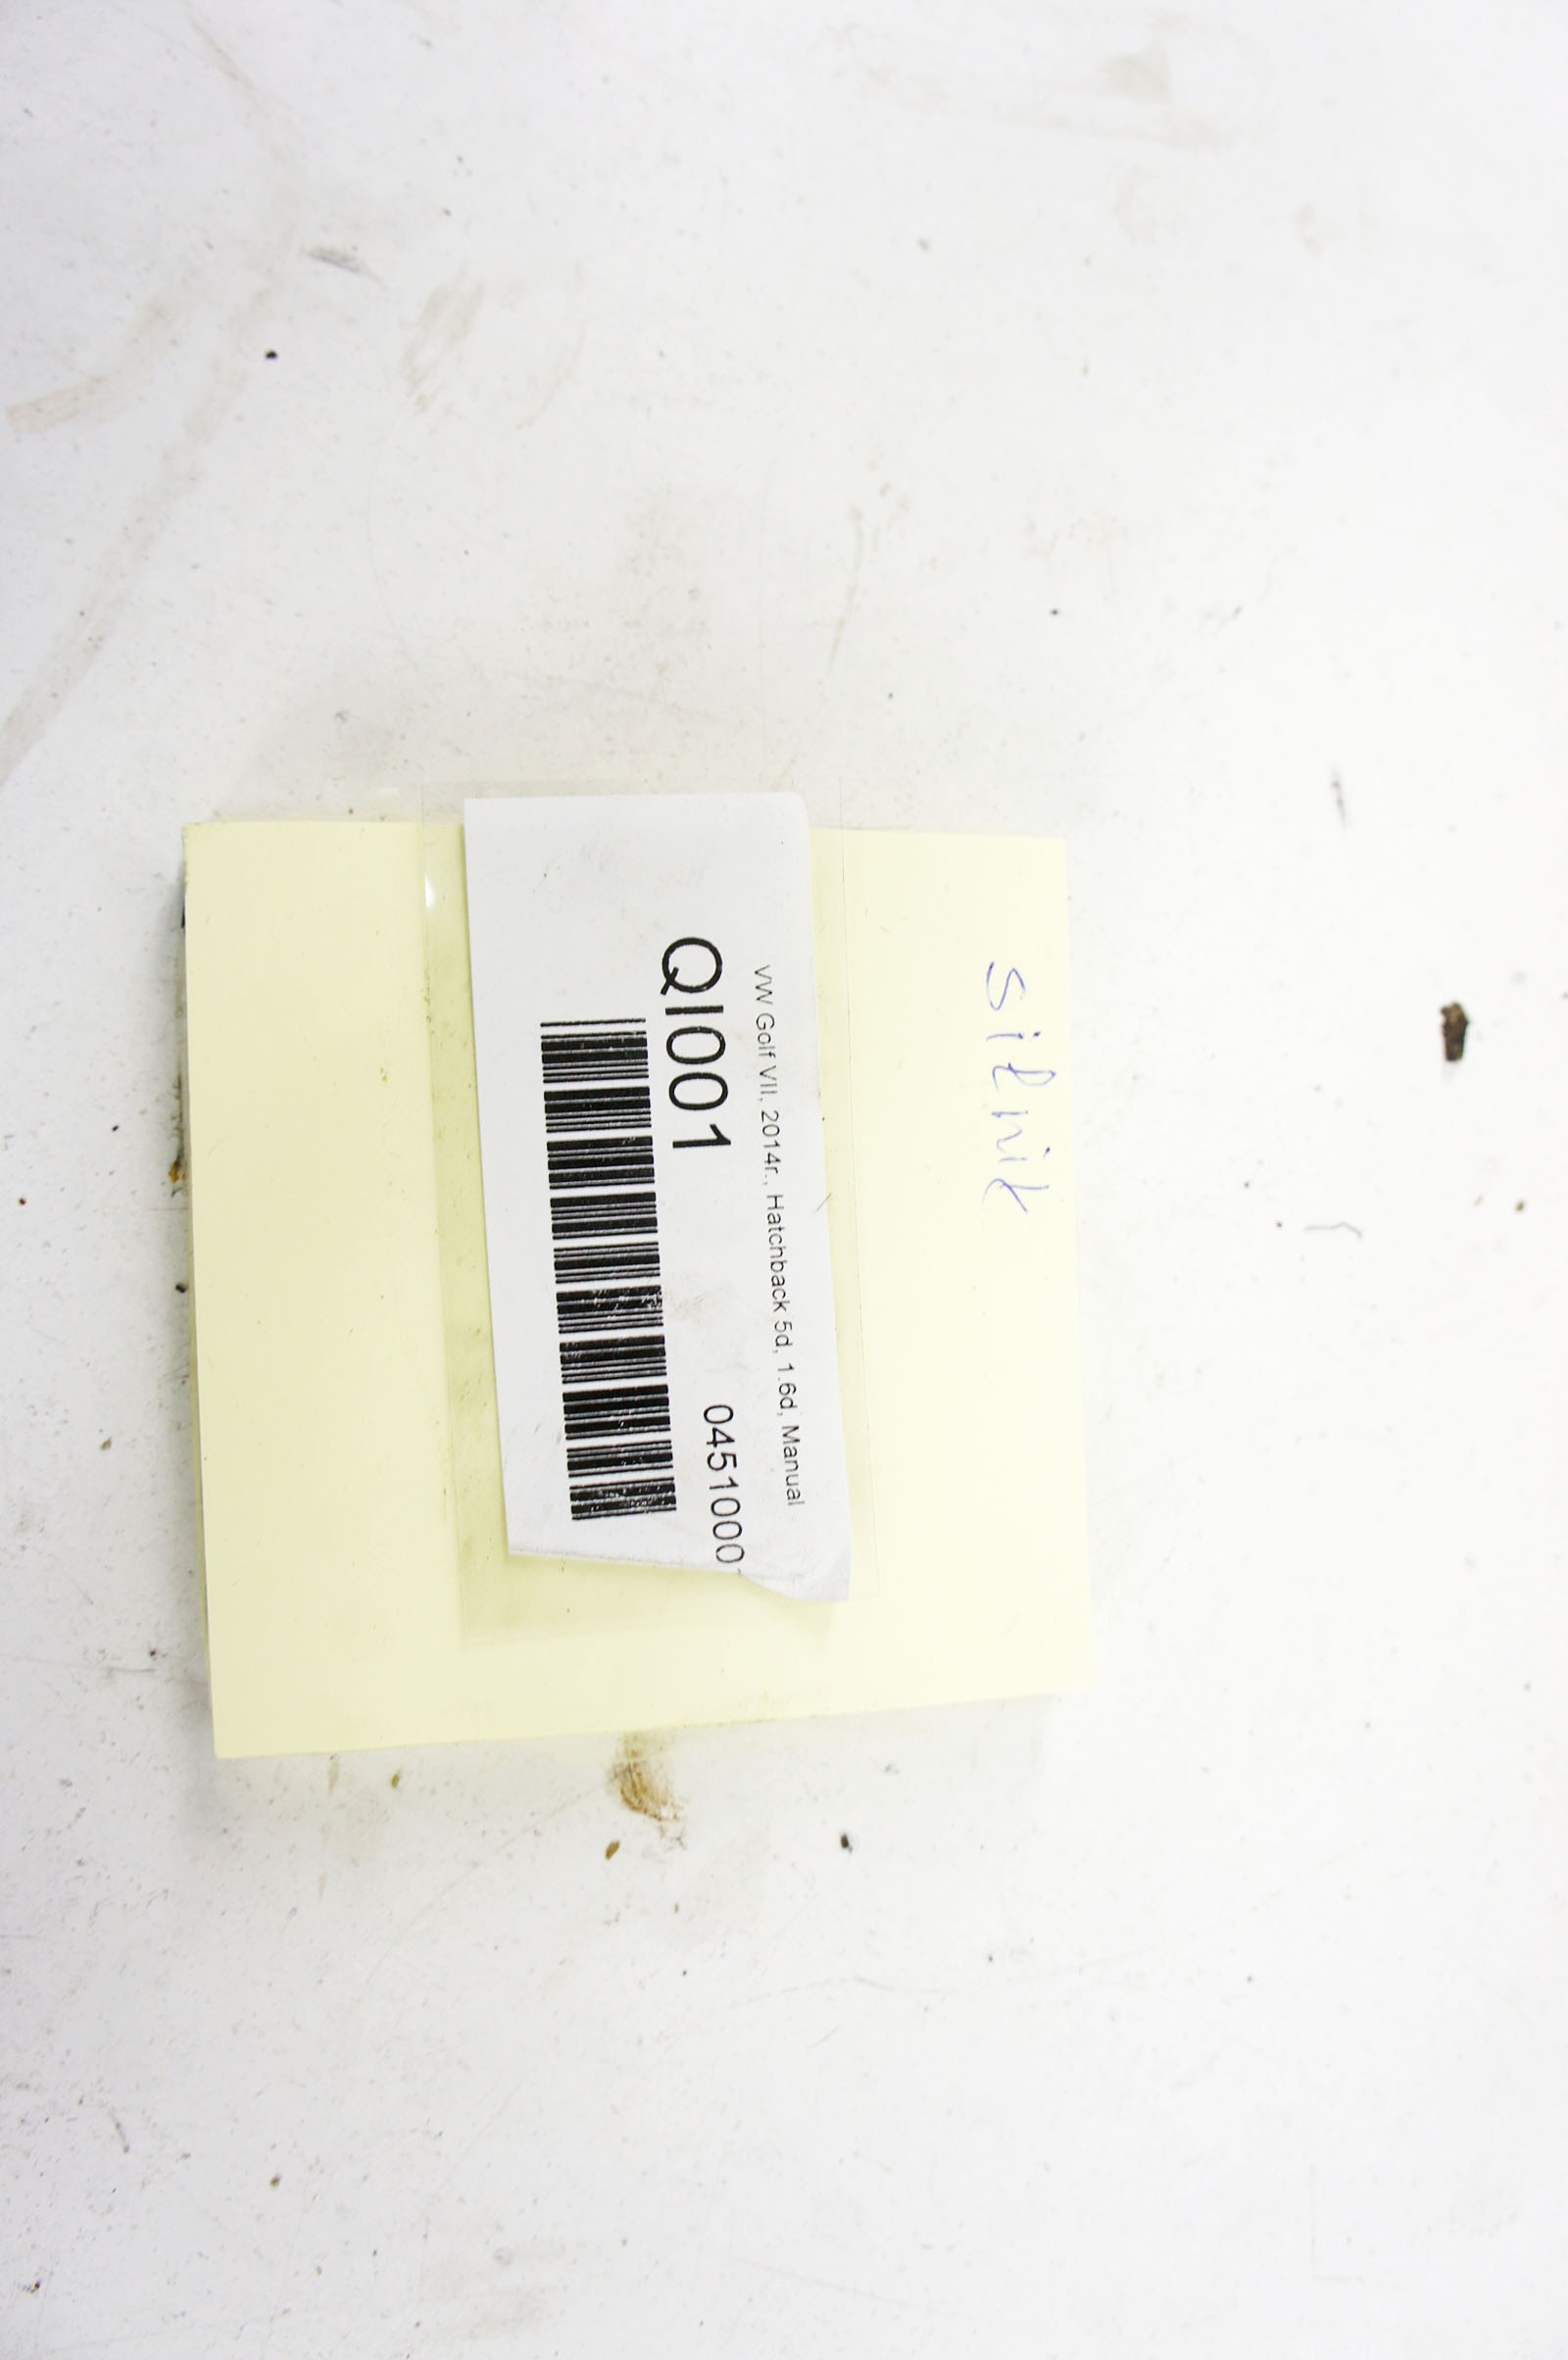 silnik
VW Golf VII, 2014r., Hatchback 5d, 1.6d, Manual
QI001
0451000